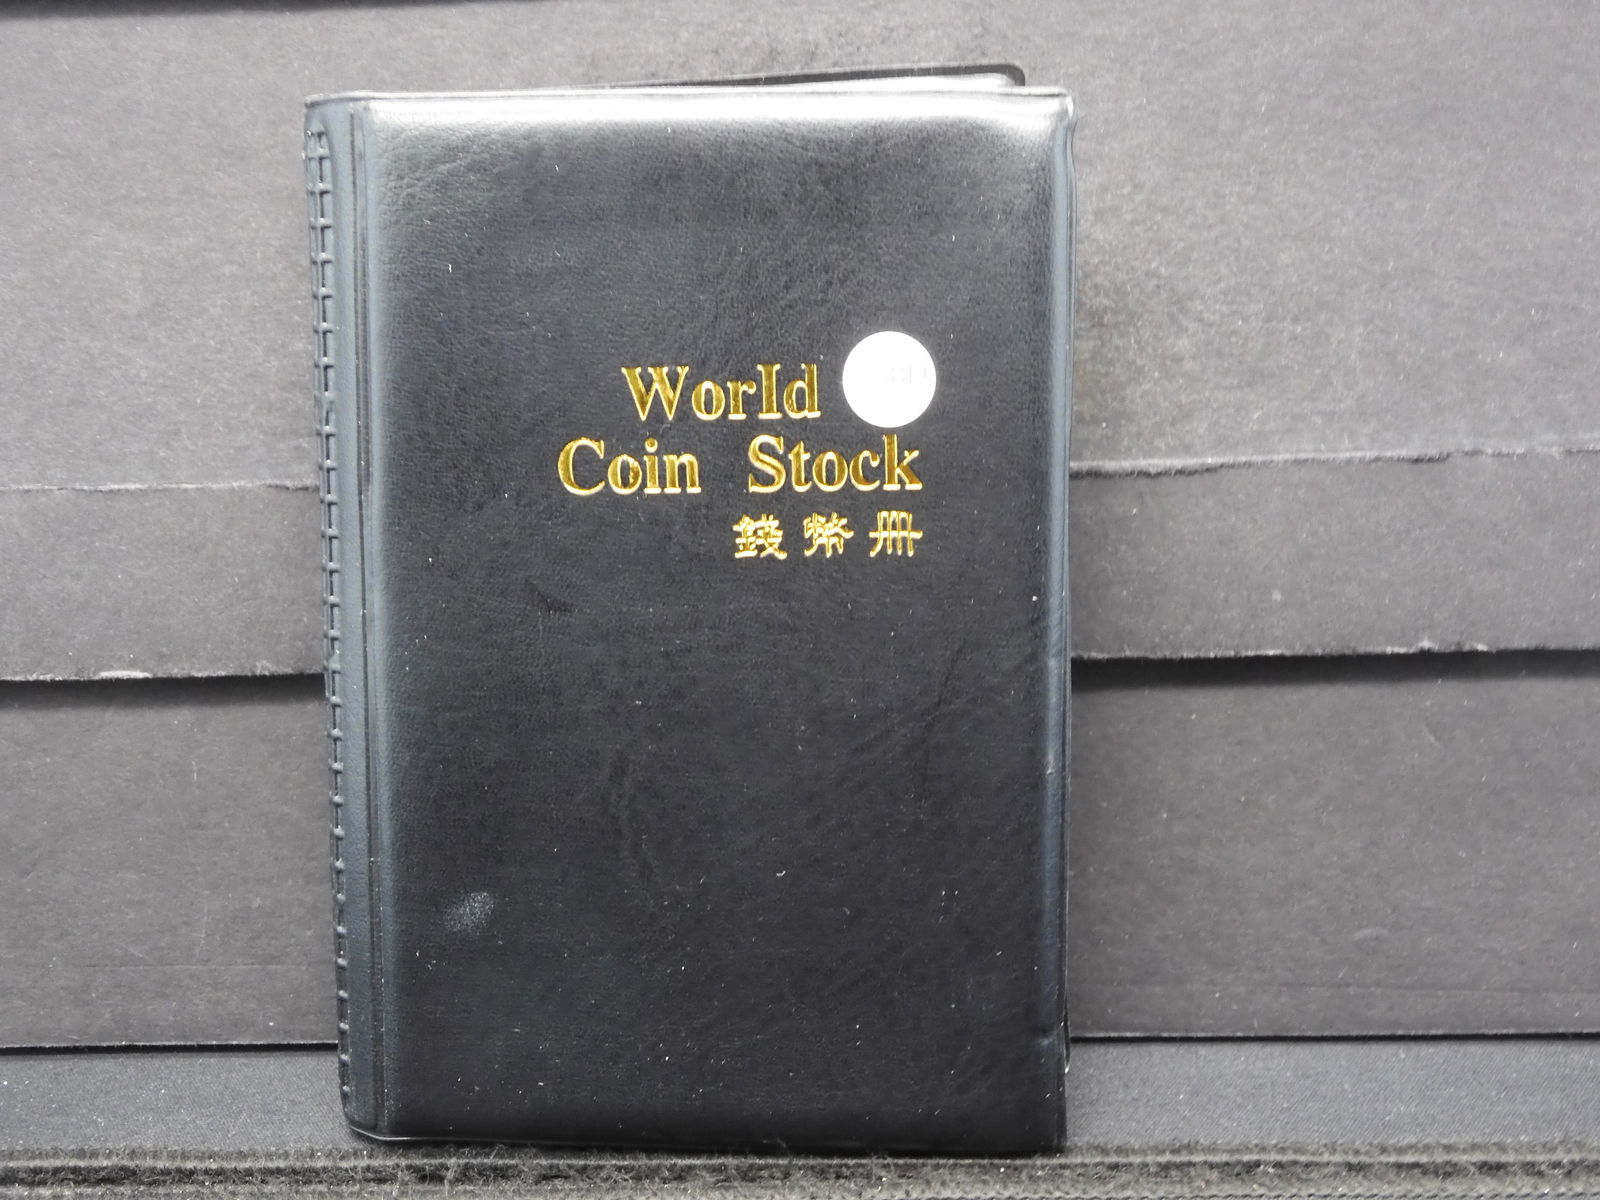 World
Coin Stock
錢幣冊